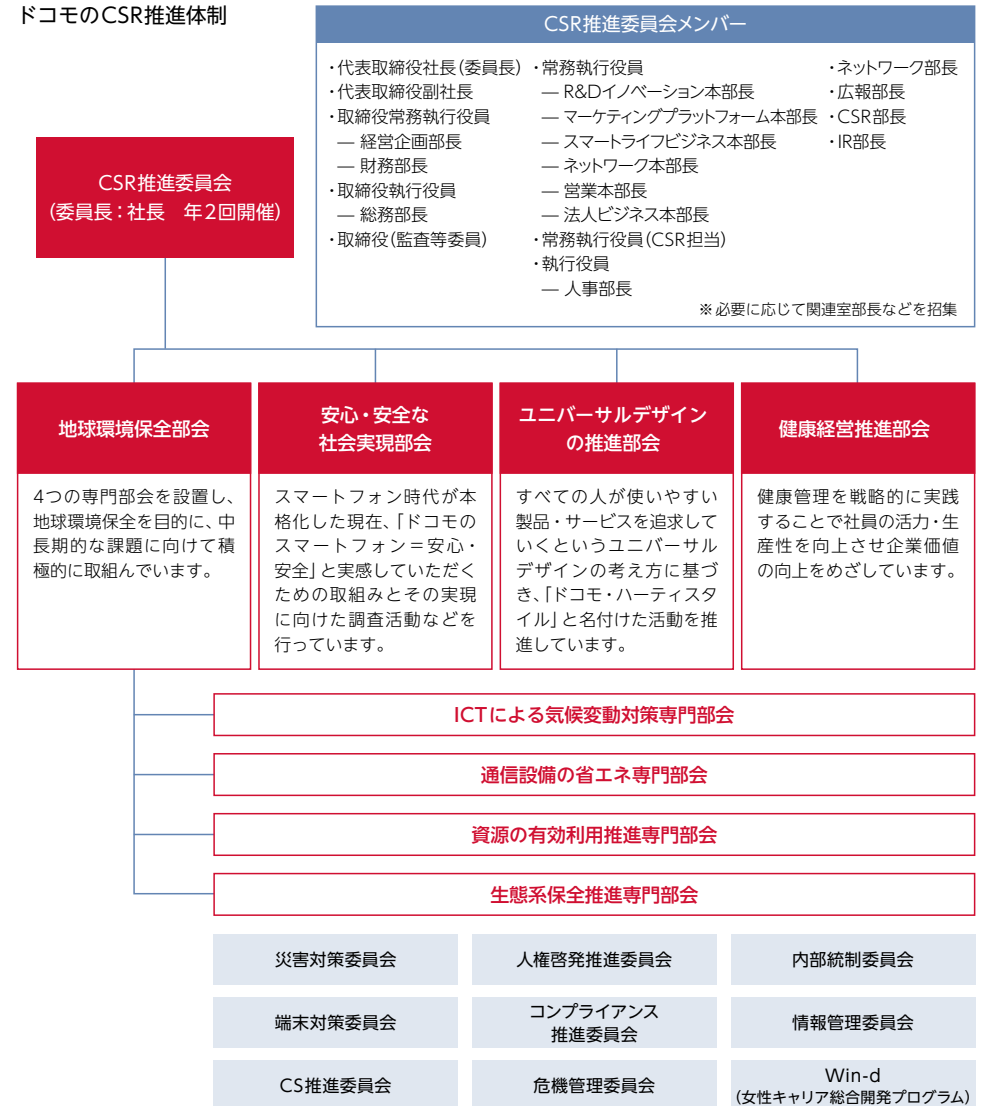 ドコモのCSR推進体制
CSR推進委員会メンバー
・代表取締役社長(委員長)
・代表取締役副社長
・取締役常務執行役員
― 経営企画部長
― 財務部長
・取締役執行役員
― 総務部長
・取締役(監査等委員)
・常務執行役員
― R&Dイノベーション本部長
― マーケティングプラットフォーム本部長
― スマートライフビジネス本部長
― ネットワーク本部長
― 営業本部長
― 法人ビジネス本部長
・常務執行役員(CSR担当)
・執行役員
― 人事部長
・ネットワーク部長
・広報部長
・CSR部長
・IR部長
※必要に応じて関連室部長などを招集
CSR推進委員会
(委員長:社長 年2回開催)
地球環境保全部会
4つの専門部会を設置し、
地球環境保全を目的に、中
長期的な課題に向けて積
極的に取組んでいます。
安心・安全な
社会実現部会
スマートフォン時代が本
格化した現在、「ドコモの
スマートフォン=安心・
安全」と実感していただく
ための取組みとその実現
に向けた調査活動などを
行っています。
ユニバーサルデザイン
の推進部会
すべての人が使いやすい
製品・サービスを追求して
いくというユニバーサル
デザインの考え方に基づ
き、「ドコモ・ハーティスタ
イル」と名付けた活動を推
進しています。
健康経営推進部会
健康管理を戦略的に実践
することで社員の活力・生
産性を向上させ企業価値
の向上をめざしています。
ICTによる気候変動対策専門部会
通信設備の省エネ専門部会
資源の有効利用推進専門部会
生態系保全推進専門部会
災害対策委員会
人権啓発推進委員会
内部統制委員会
端末対策委員会
コンプライアンス
推進委員会
情報管理委員会
CS推進委員会
危機管理委員会
Win-d
(女性キャリア総合開発プログラム)